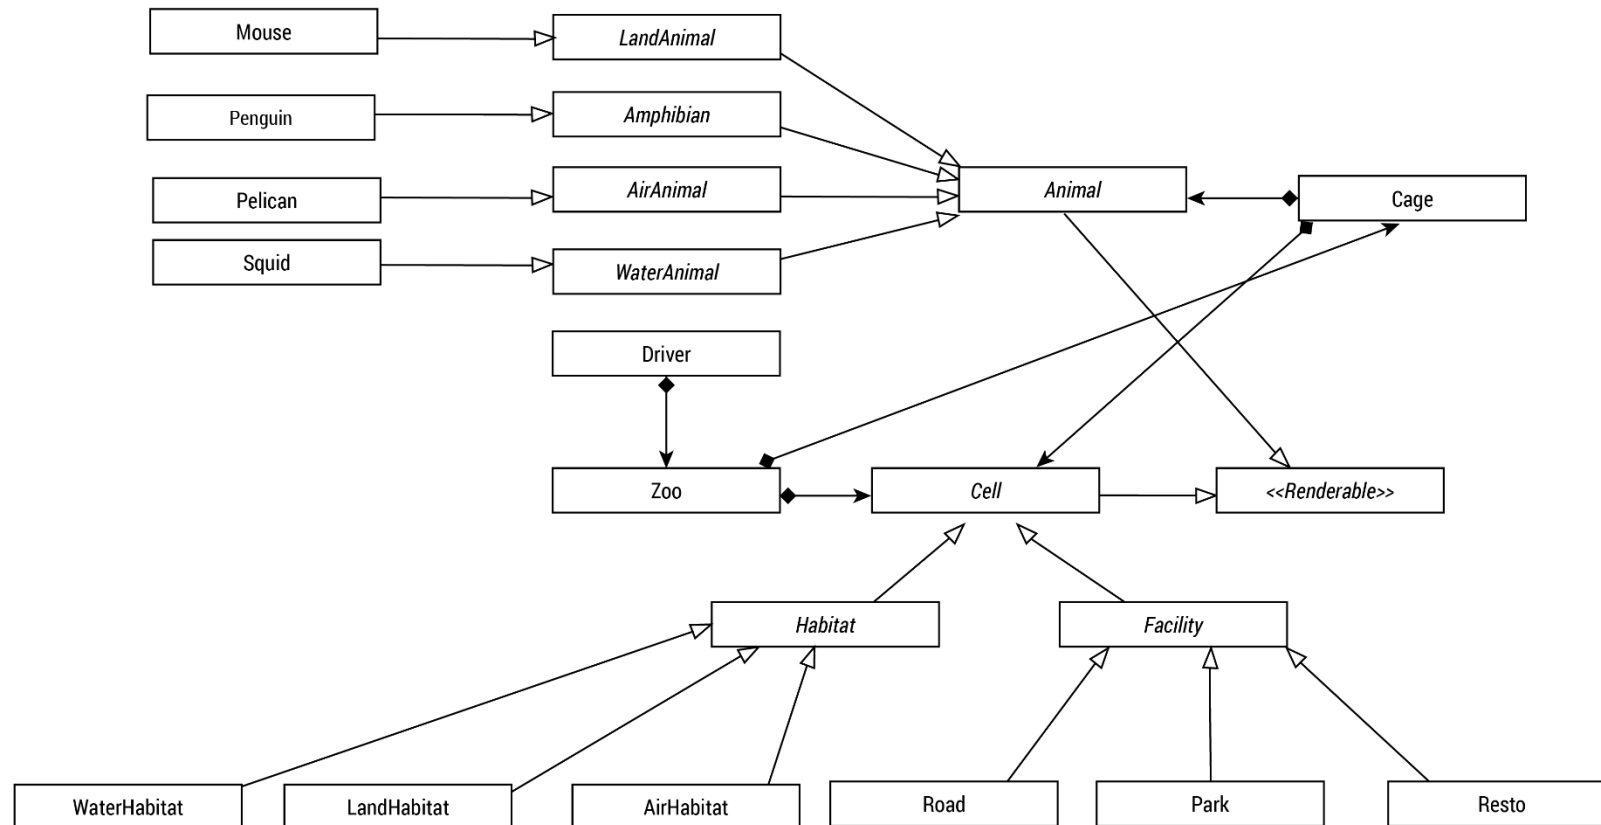 Mouse
LandAnimal
Penguin
Amphibian
Pelican
AirAnimal
Animal
Cage
Squid
WaterAnimal
Driver
Zoo
Cell
<<Renderable>>
Habitat
Facility
WaterHabitat
LandHabitat
AirHabitat
Road
Park
Resto